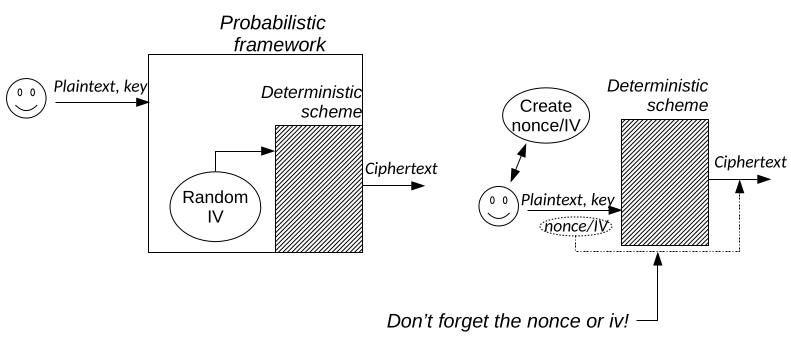 Probabilistic
framework
Plaintext, key
Deterministic
scheme
Random
IV
Ciphertext
Deterministic
scheme
Create
nonce/IV
Ciphertext
Plaintext, key
nonce/IV
Don't forget the nonce or iv!